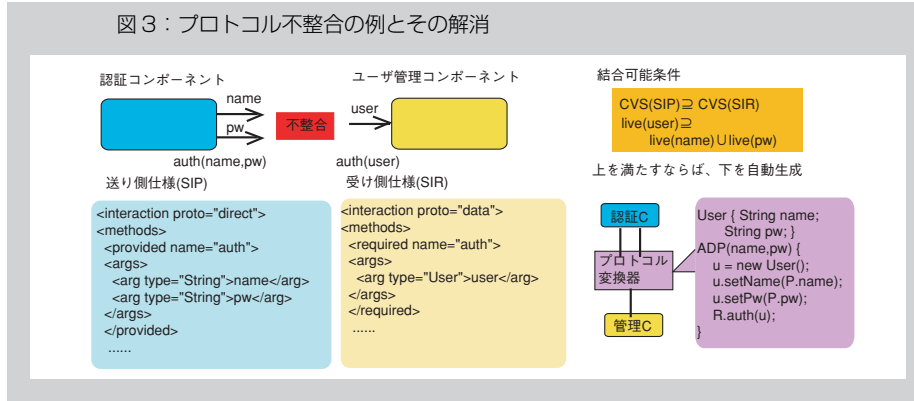 図3：プロトコル不整合の例とその解消
認証コンポーネント
name
pw
auth(name,pw)
不整合
ユーザ管理コンポーネント
user
auth(user)
送り側仕様(SIP)
<interaction proto="direct">
<methods>
<provided name="auth">
<args>
<arg type="String">name</arg>
<arg type="String">pw</arg>
</args>
</provided>
......
受け側仕様(SIR)
<interaction proto="data">
<methods>
<required name="auth">
<args>
<arg type="User">user</arg>
</args>
</required>
......
結合可能条件
CVS(SIP)⊇ CVS(SIR)
live(user)⊇
live(name)∪live(pw)
上を満たすならば、下を自動生成
認証C
プロトコル
変換器
管理C
User { String name;
String pw; }
ADP(name,pw) {
u = new User();
u.setName(P.name);
u.setPw(P.pw);
R.auth(u);
}